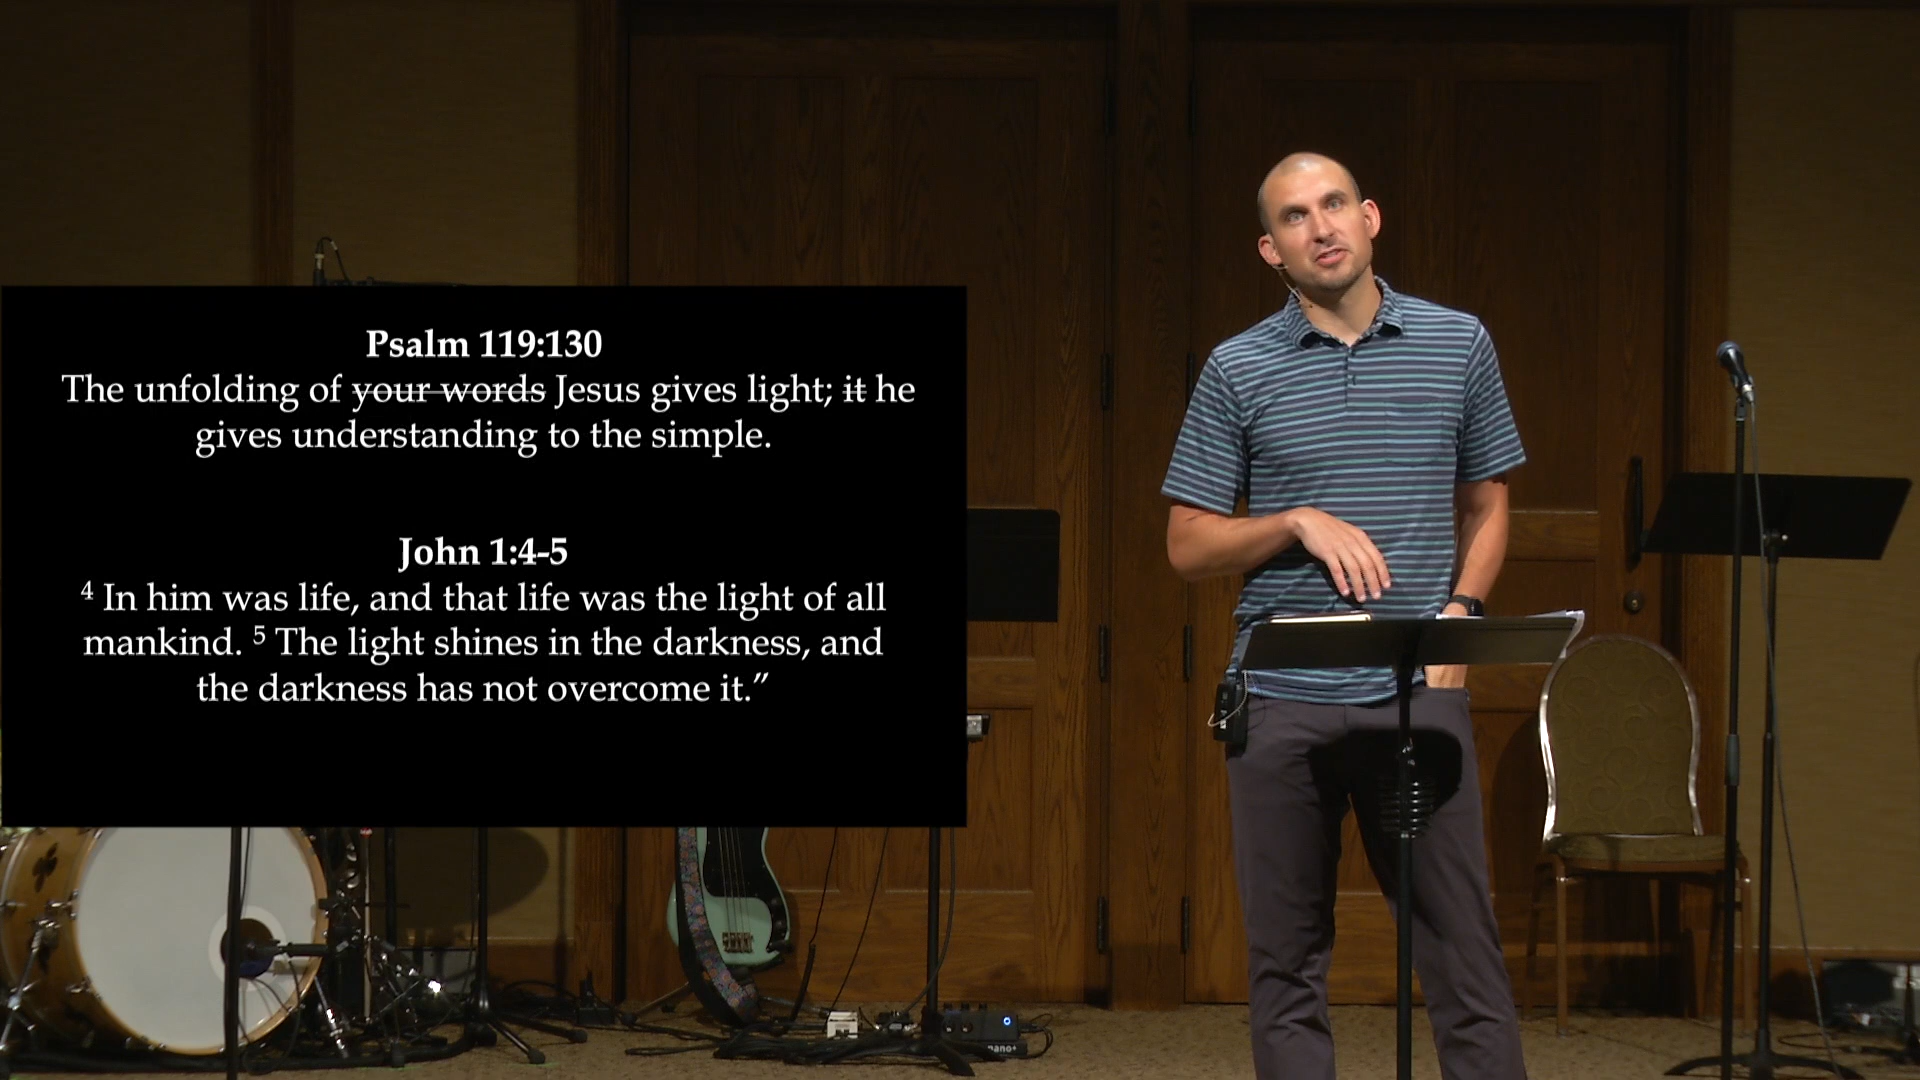 Psalm 119:130
The unfolding of ~~your words~~ Jesus gives light; ~~it~~ he
gives understanding to the simple.
John 1:4-5
⁴ In him was life, and that life was the light of all
mankind. ⁵ The light shines in the darkness, and
the darkness has not overcome it.”
nano+